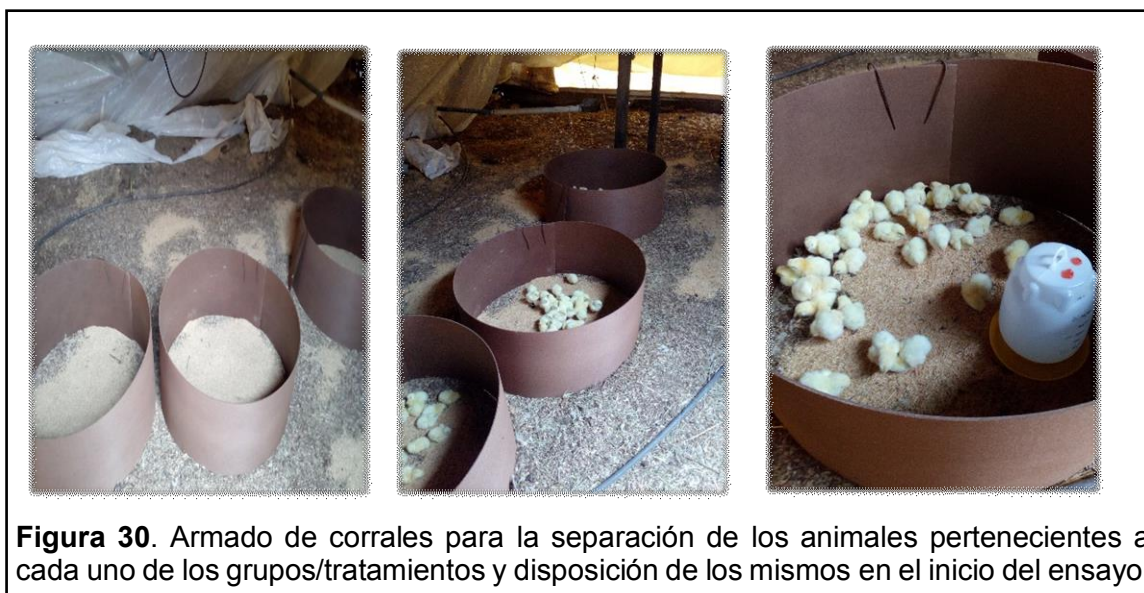 Figura 30. Armado de corrales para la separación de los animales pertenecientes a
cada uno de los grupos/tratamientos y disposición de los mismos en el inicio del ensayo